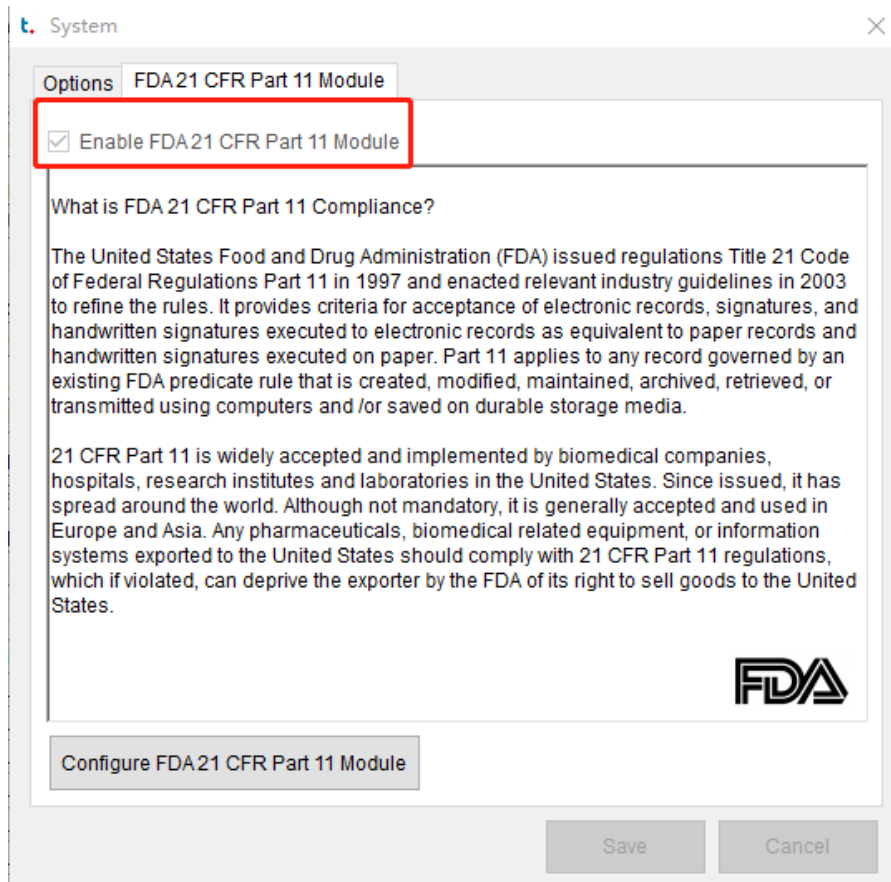 t. System
Options FDA 21 CFR Part 11 Module
Enable FDA 21 CFR Part 11 Module
What is FDA 21 CFR Part 11 Compliance?
The United States Food and Drug Administration (FDA) issued regulations Title 21 Code
of Federal Regulations Part 11 in 1997 and enacted relevant industry guidelines in 2003
to refine the rules. It provides criteria for acceptance of electronic records, signatures, and
handwritten signatures executed to electronic records as equivalent to paper records and
handwritten signatures executed on paper. Part 11 applies to any record governed by an
existing FDA predicate rule that is created, modified, maintained, archived, retrieved, or
transmitted using computers and /or saved on durable storage media.
21 CFR Part 11 is widely accepted and implemented by biomedical companies,
hospitals, research institutes and laboratories in the United States. Since issued, it has
spread around the world. Although not mandatory, it is generally accepted and used in
Europe and Asia. Any pharmaceuticals, biomedical related equipment, or information
systems exported to the United States should comply with 21 CFR Part 11 regulations,
which if violated, can deprive the exporter by the FDA of its right to sell goods to the United
States.
FDA
Configure FDA 21 CFR Part 11 Module
Save Cancel